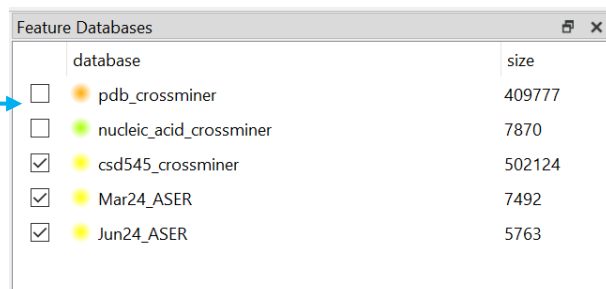 Feature Databases
database size
pdb_crossminer 409777
nucleic_acid_crossminer 7870
csd545_crossminer 502124
Mar24_ASER 7492
Jun24_ASER 5763